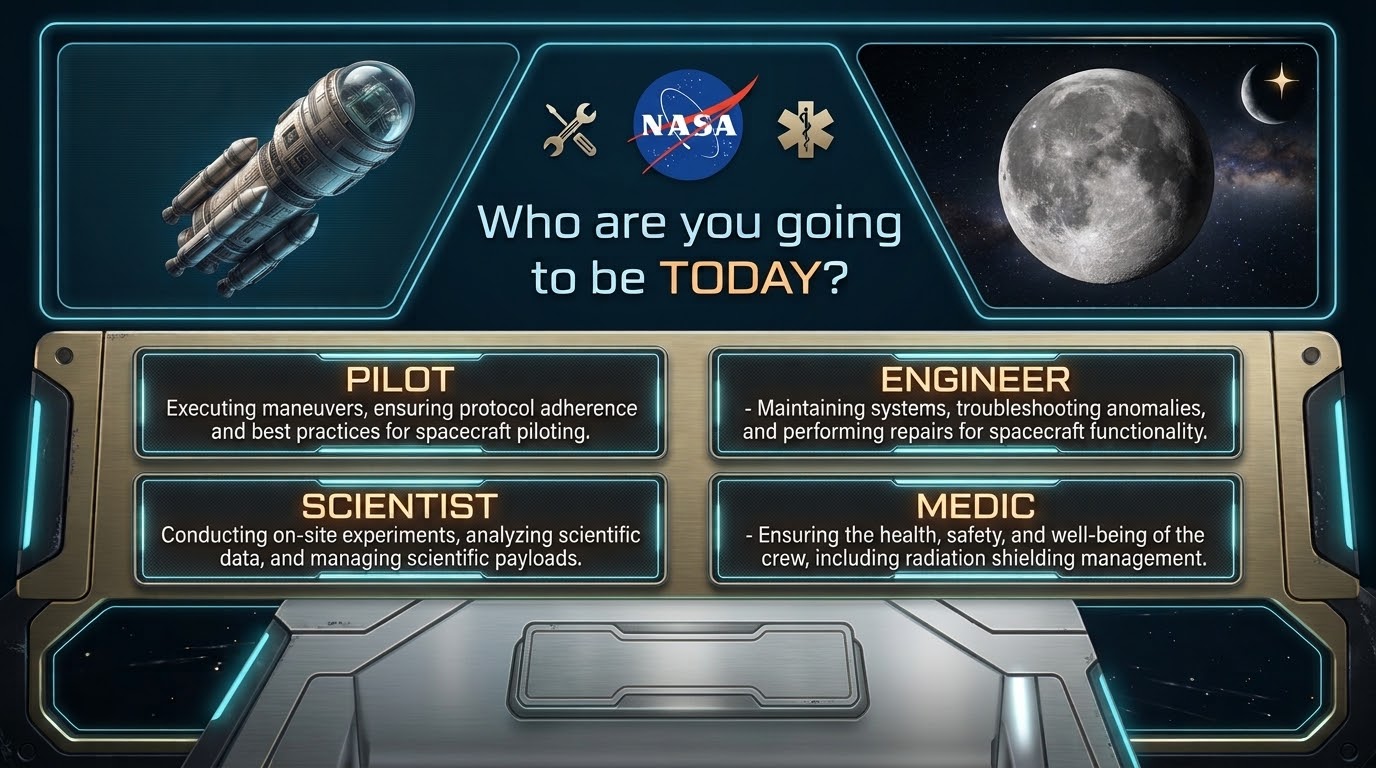 NASA
Who are you going
to be TODAY?
PILOT
Executing maneuvers, ensuring protocol adherence
and best practices for spacecraft piloting.
ENGINEER
- Maintaining systems, troubleshooting anomalies,
and performing repairs for spacecraft functionality.
SCIENTIST
Conducting on-site experiments, analyzing scientific
data, and managing scientific payloads.
MEDIC
- Ensuring the health, safety, and well-being of the
crew, including radiation shielding management.